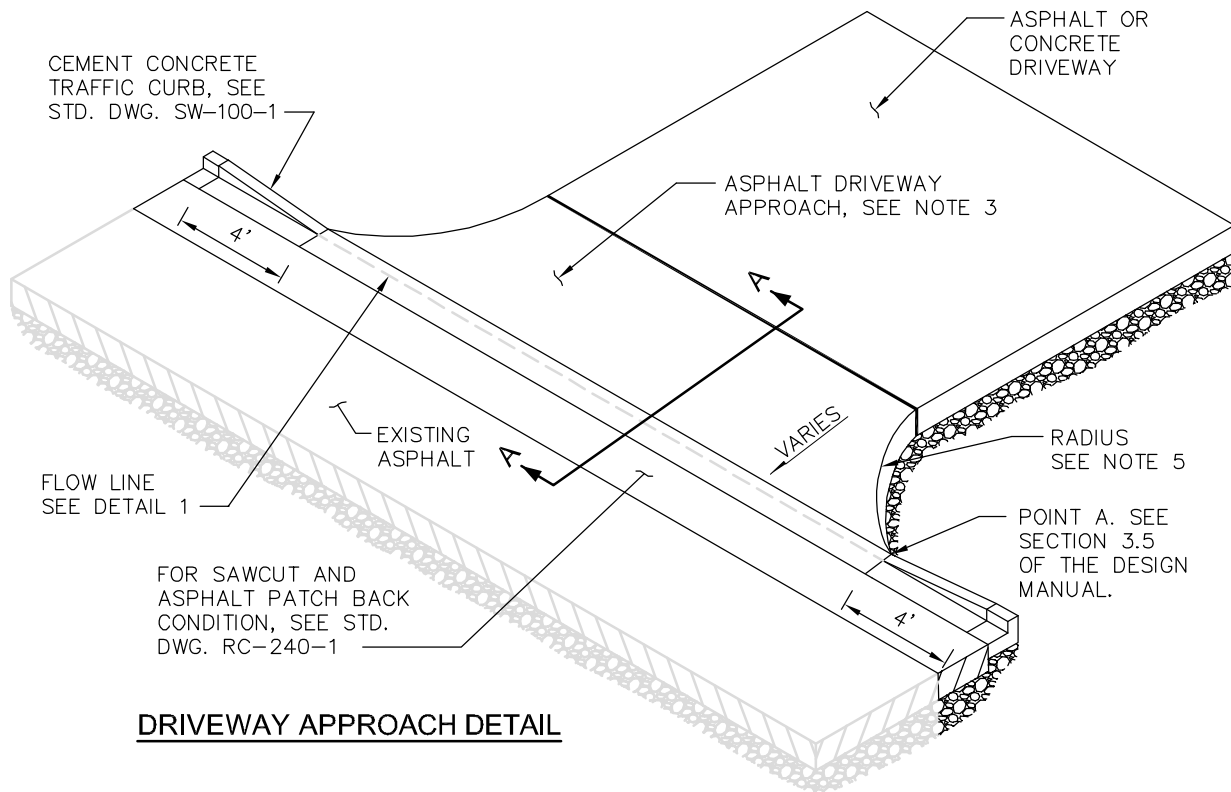 ASPHALT OR
CONCRETE
DRIVEWAY
CEMENT CONCRETE
TRAFFIC CURB, SEE
STD. DWG. SW-100-1
ASPHALT DRIVEWAY
APPROACH, SEE NOTE 3
4'
A
A
VARIES
EXISTING
ASPHALT
RADIUS
SEE NOTE 5
FLOW LINE
SEE DETAIL 1
POINT A. SEE
SECTION 3.5
OF THE DESIGN
MANUAL.
FOR SAWCUT AND
ASPHALT PATCH BACK
CONDITION, SEE STD.
DWG. RC-240-1
4'
DRIVEWAY APPROACH DETAIL